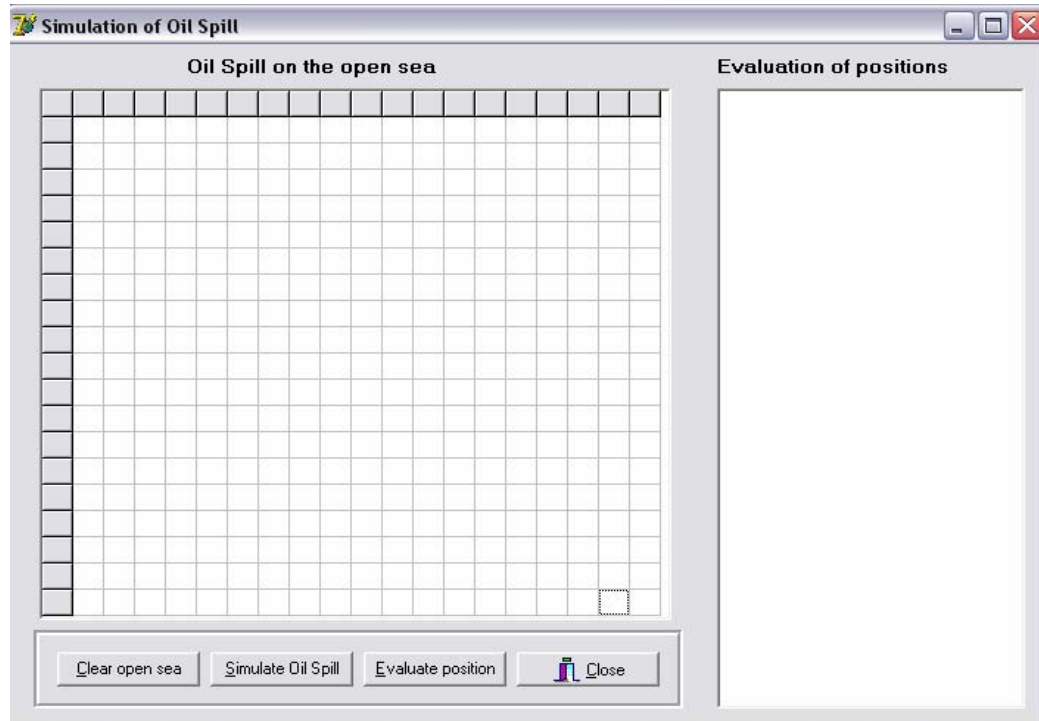 Simulation of Oil Spill
Oil Spill on the open sea
Evaluation of positions
Clear open sea
Simulate Oil Spill
Evaluate position
Close